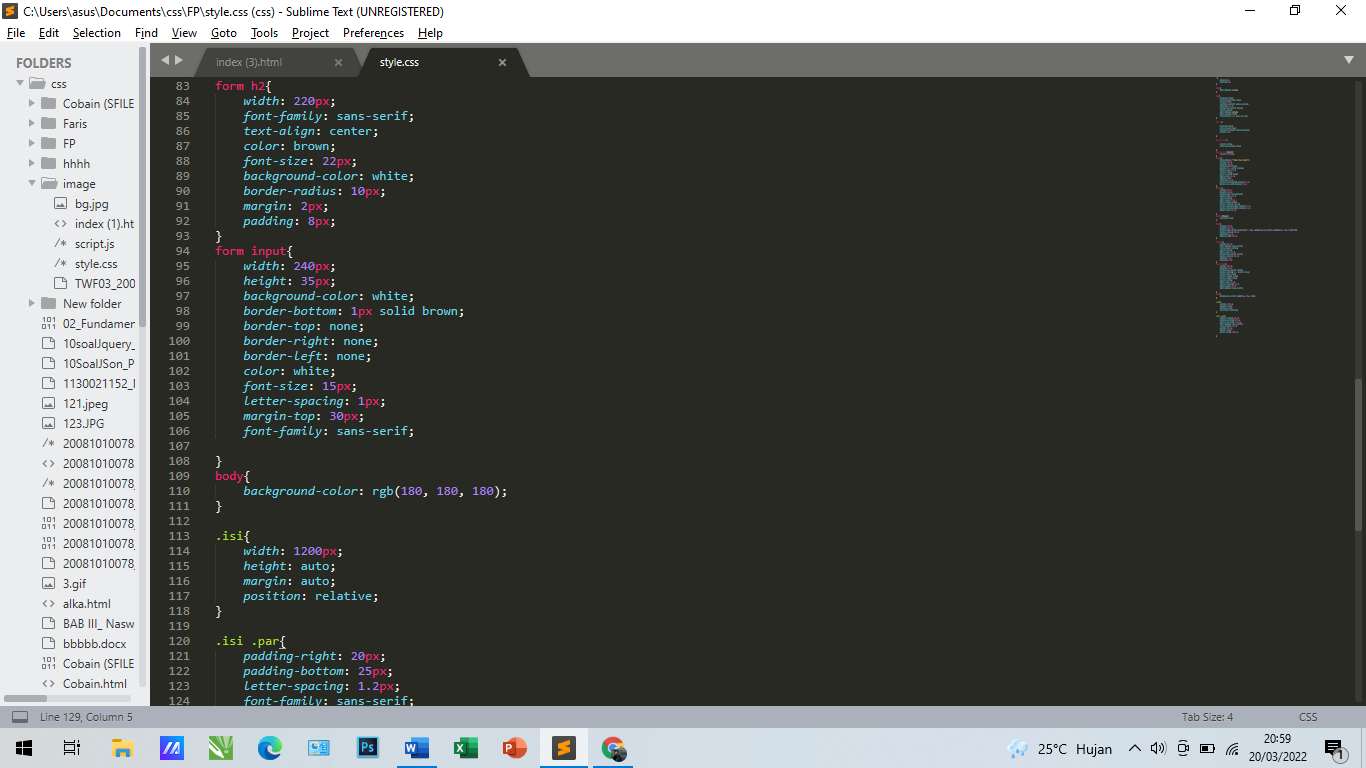 C:\Users\asus\Documents\css\FP\style.css (css) - Sublime Text (UNREGISTERED)
File Edit Selection Find View Goto Tools Project Preferences Help
FOLDERS
css
Cobain (SFILE
Faris
FP
hhhh
image
bg.jpg
<> index (1).ht
/* script.js
/* style.css
TWF03_200
New folder
02_Fundamen
10soalJquery_
10SoalJSon_P
1130021152_
121.jpeg
123.JPG
/* 20081010078
<> 20081010078
/* 20081010078_
20081010078_
20081010078_
20081010078_
20081010078_
3.gif
<> alka.html
BAB III_ Nasw
bbbbb.docx
Cobain (SFILE
<> Cobain.html
index (3).html
style.css
83 form h2{
84 width: 220px;
85 font-family: sans-serif;
86 text-align: center;
87 color: brown;
88 font-size: 22px;
89 background-color: white;
90 border-radius: 10px;
91 margin: 2px;
92 padding: 8px;
93 }
94 form input{
95 width: 240px;
96 height: 35px;
97 background-color: white;
98 border-bottom: 1px solid brown;
99 border-top: none;
100 border-right: none;
101 border-left: none;
102 color: white;
103 font-size: 15px;
104 letter-spacing: 1px;
105 margin-top: 30px;
106 font-family: sans-serif;
107
108 }
109 body{
110 background-color: rgb(180, 180, 180);
111 }
112
113 .isi{
114 width: 1200px;
115 height: auto;
116 margin: auto;
117 position: relative;
118 }
119
120 .isi .par{
121 padding-right: 20px;
122 padding-bottom: 25px;
123 letter-spacing: 1.2px;
124 font-family: sans-serif;
Line 129, Column 5
Tab Size: 4
CSS
25°C Hujan
20:59
20/03/2022
1